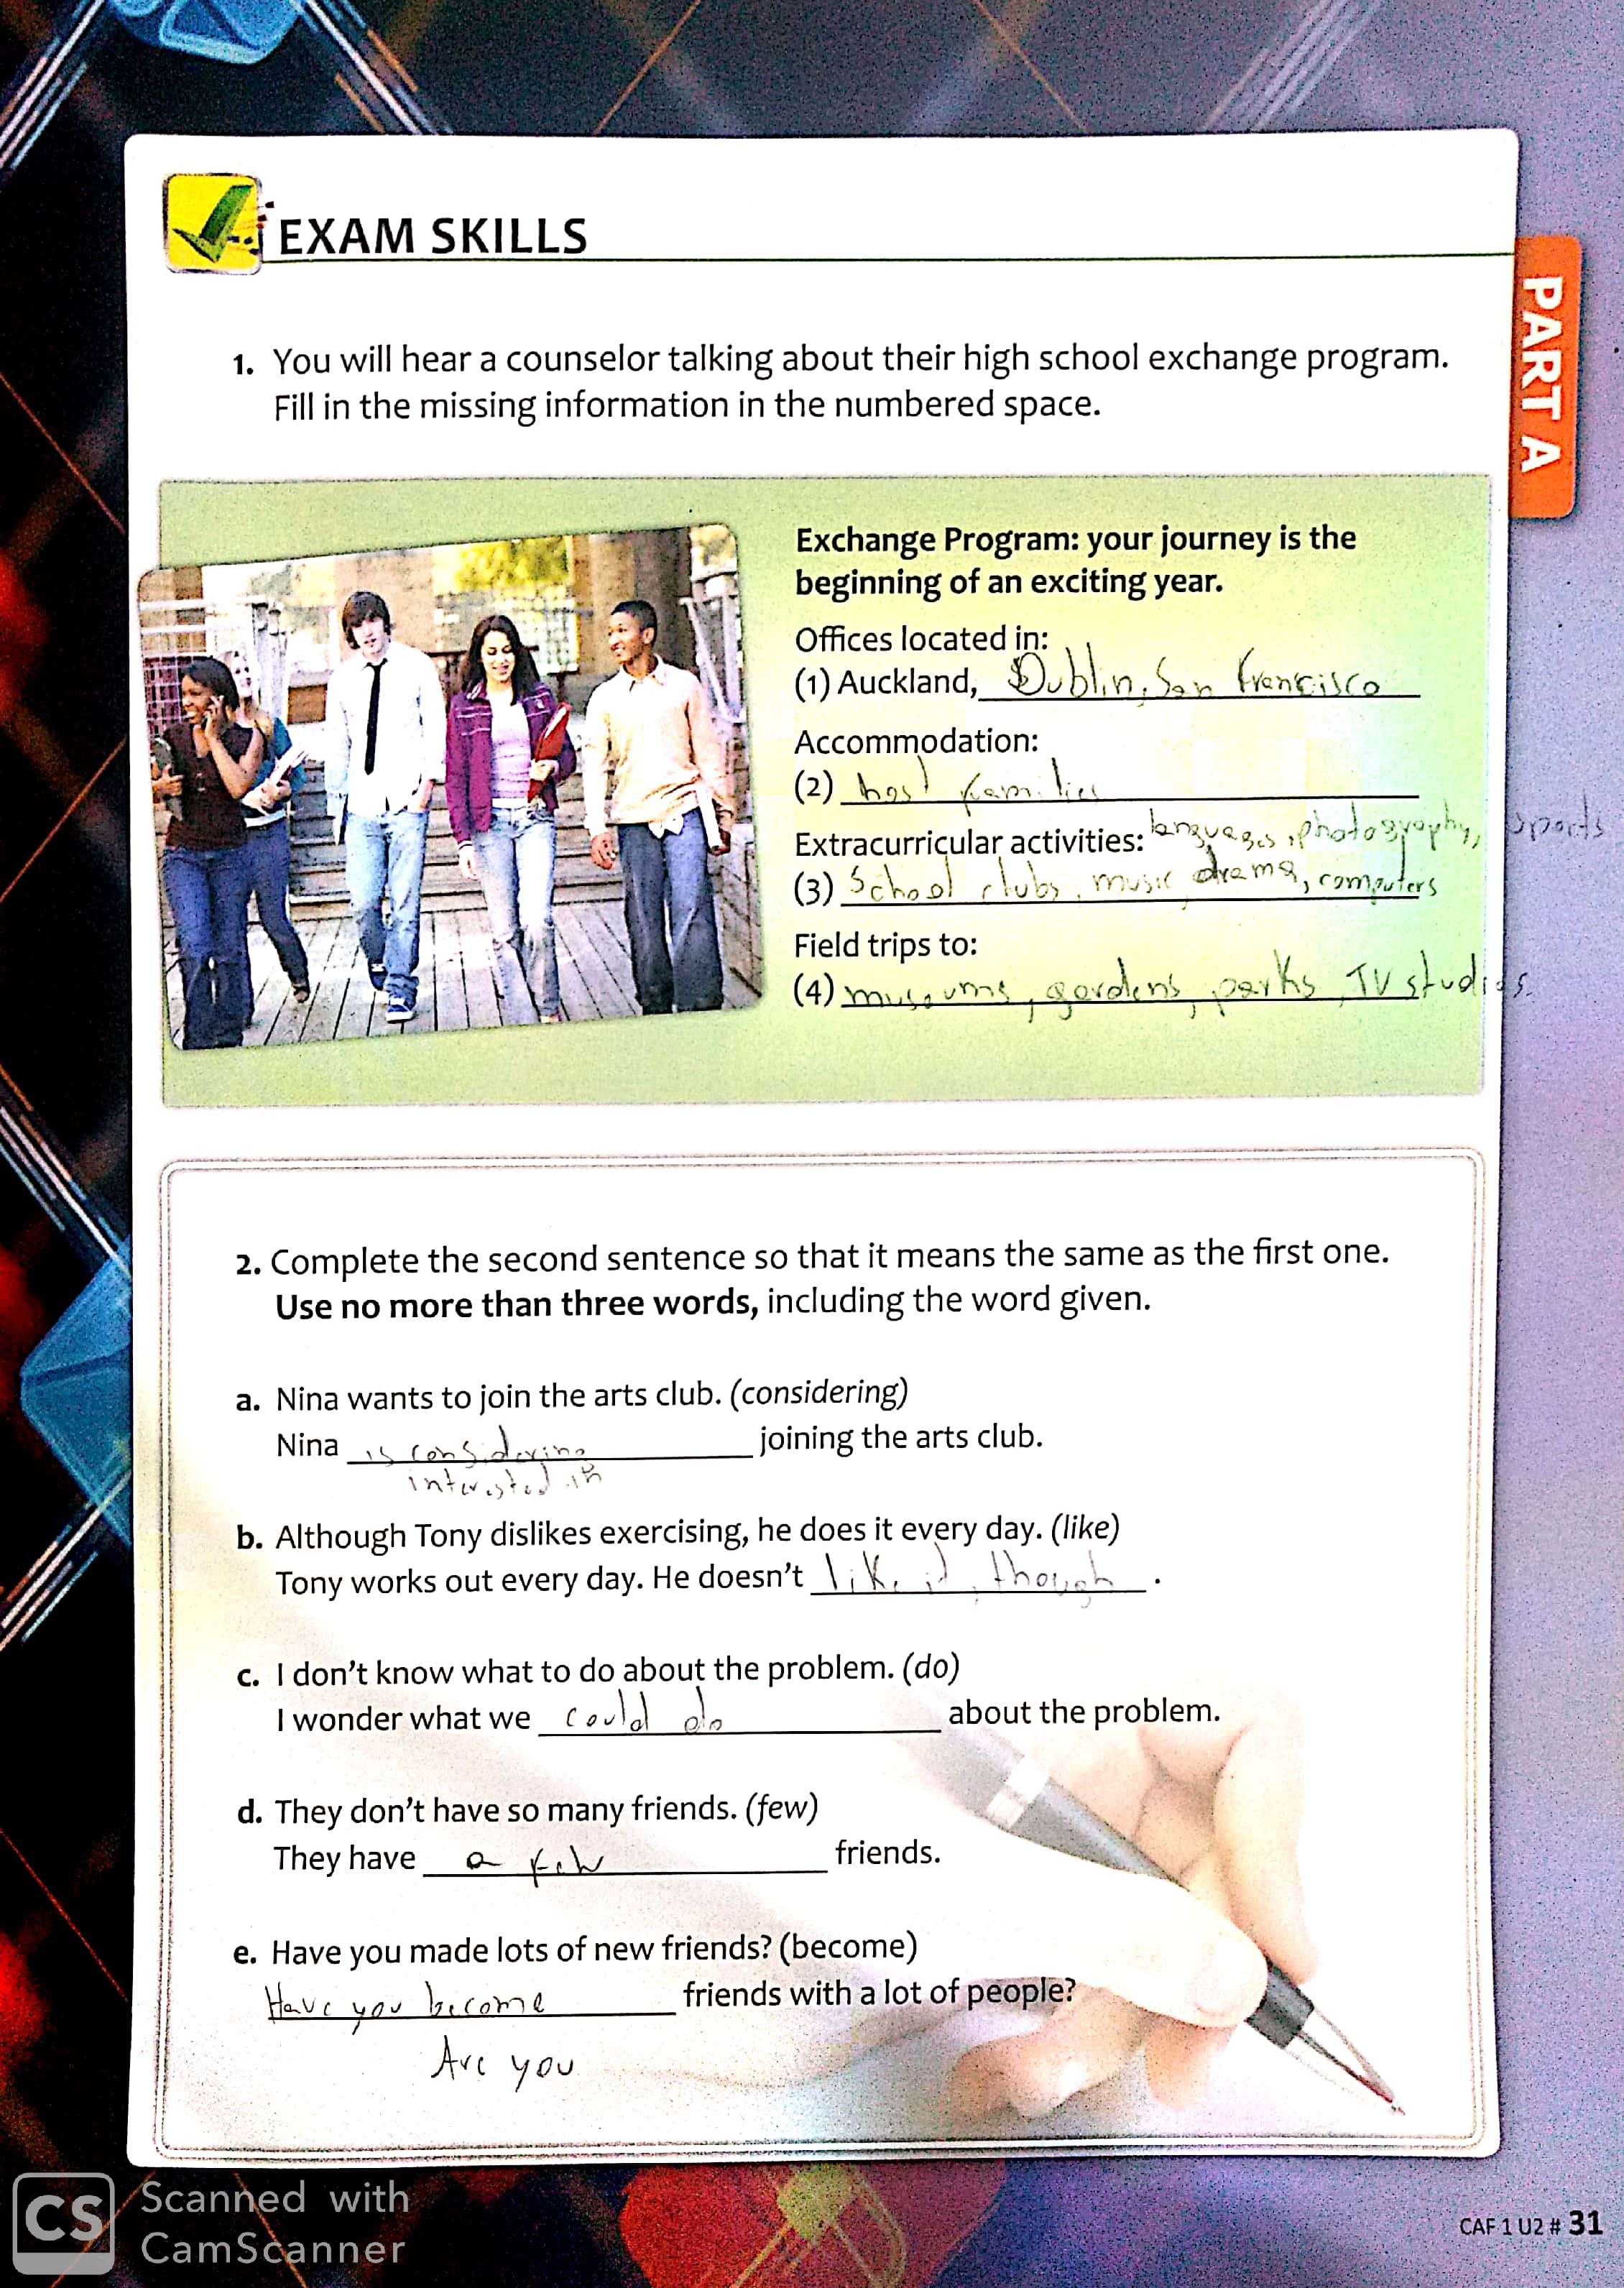 EXAM SKILLS
PART A
1. You will hear a counselor talking about their high school exchange program.
Fill in the missing information in the numbered space.
Exchange Program: your journey is the
beginning of an exciting year.
Offices located in:
(1) Auckland, Dublin, San Francisco
Accommodation:
(2) host families
Extracurricular activities: languages, photography, sports
(3) School clubs, music, drama, computers
Field trips to:
(4) museums, gardens, parks, TV studios.
2. Complete the second sentence so that it means the same as the first one.
Use no more than three words, including the word given.
a. Nina wants to join the arts club. (considering)
Nina is considering joining the arts club.
interested in
b. Although Tony dislikes exercising, he does it every day. (like)
Tony works out every day. He doesn't like it, though.
c. I don't know what to do about the problem. (do)
I wonder what we could do about the problem.
d. They don't have so many friends. (few)
They have a few friends.
e. Have you made lots of new friends? (become)
Have you become friends with a lot of people?
Are you
CS Scanned with
CamScanner
CAF 1 U2 # 31